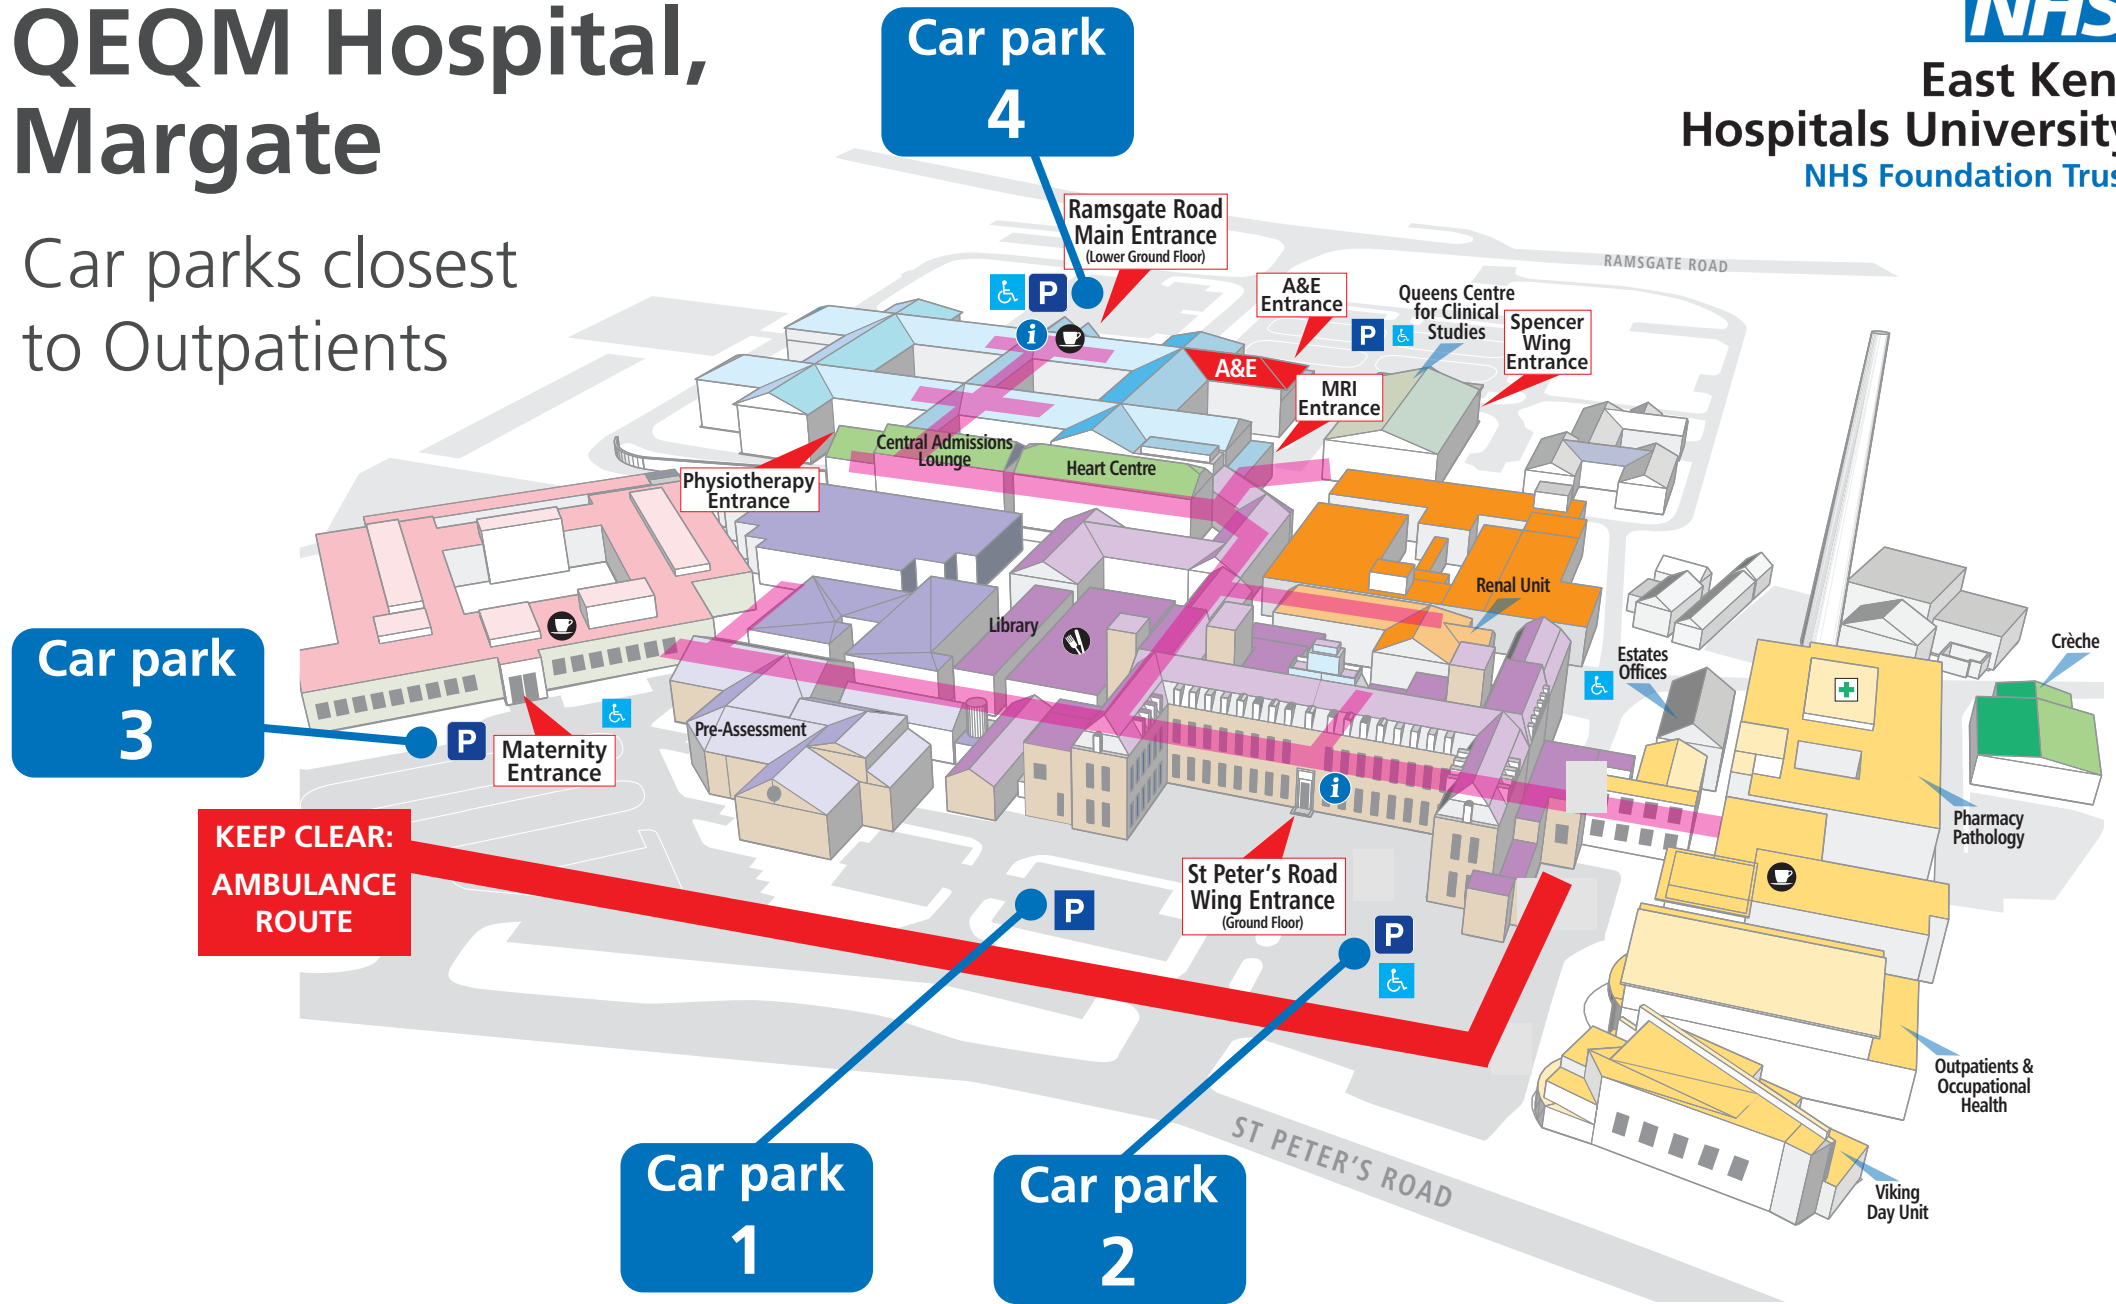 QEQM Hospital,
Margate
Car parks closest
to Outpatients
Car park
4
NHS
East Ken
Hospitals University
NHS Foundation Trus
Ramsgate Road
Main Entrance
(Lower Ground Floor)
RAMSGATE ROAD
P
i
A&E
Entrance
P
Queens Centre
for Clinical
Studies
Spencer
Wing
Entrance
A&E
MRI
Entrance
Central Admissions
Lounge
Heart Centre
Physiotherapy
Entrance
Renal Unit
Library
Estates
Offices
Crèche
Car park
3
P
Maternity
Entrance
Pre-Assessment
i
Pharmacy
Pathology
KEEP CLEAR:
AMBULANCE
ROUTE
St Peter's Road
Wing Entrance
(Ground Floor)
P
P
Outpatients &
Occupational
Health
ST PETER'S ROAD
Viking
Day Unit
Car park
1
Car park
2